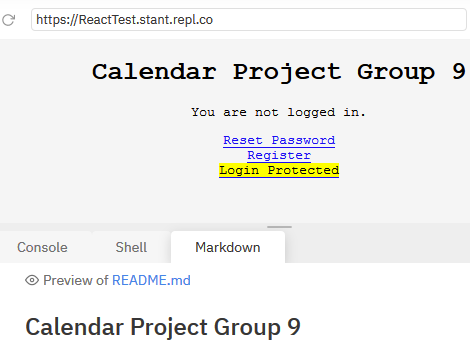 https://ReactTest.stant.repl.co
Calendar Project Group 9
You are not logged in.
Reset Password
Register
Login Protected
Console Shell Markdown
Preview of README.md
Calendar Project Group 9